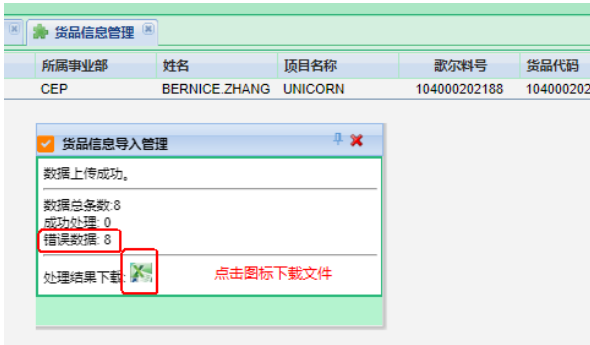 货品信息管理
所属事业部 姓名 项目名称 歌尔料号 货品代码
CEP BERNICE.ZHANG UNICORN 104000202188 104000202
货品信息导入管理
数据上传成功。
数据总条数:8
成功处理: 0
错误数据: 8
处理结果下载: 点击图标下载文件